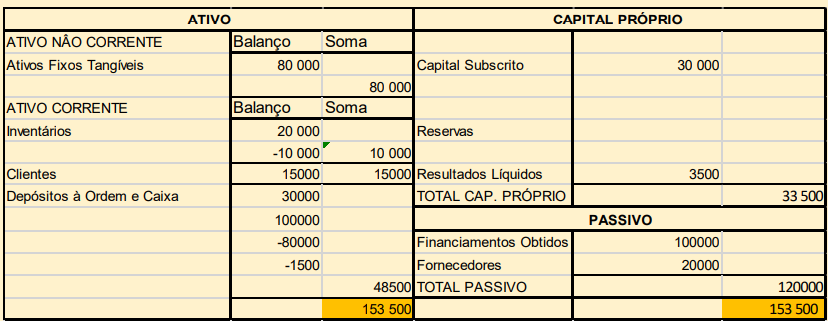 ATIVO CAPITAL PRÓPRIO
ATIVO NÂO CORRENTE Balanço Soma
Ativos Fixos Tangíveis 80 000 Capital Subscrito 30 000
80 000
ATIVO CORRENTE Balanço Soma
Inventários 20 000 Reservas
-10 000 10 000
Clientes 15000 15000 Resultados Líquidos 3500
Depósitos à Ordem e Caixa 30000 TOTAL CAP. PRÓPRIO 33 500
100000 PASSIVO
-80000 Financiamentos Obtidos 100000
-1500 Fornecedores 20000
48500 TOTAL PASSIVO 120000
153 500 153 500